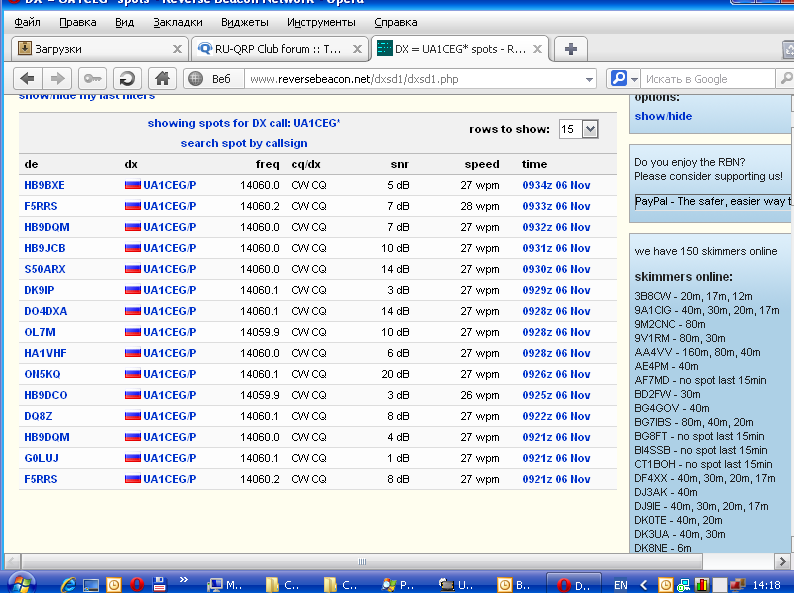 DX = UA1CEG* spots - Reverse Beacon Network - Opera
Файл Правка Вид Закладки Виджеты Инструменты Справка
Загрузки RU-QRP Club forum :: T... DX = UA1CEG* spots - R...
Веб www.reversebeacon.net/dxsd1/dxsd1.php Искать в Google
show/hide my last filters
showing spots for DX call: UA1CEG*
search spot by callsign
rows to show: 15
de dx freq cq/dx snr speed time
HB9BXE UA1CEG/P 14060.0 CW CQ 5 dB 27 wpm 0934z 06 Nov
F5RRS UA1CEG/P 14060.2 CW CQ 7 dB 28 wpm 0933z 06 Nov
HB9DQM UA1CEG/P 14060.0 CW CQ 7 dB 27 wpm 0932z 06 Nov
HB9JCB UA1CEG/P 14060.0 CW CQ 10 dB 27 wpm 0931z 06 Nov
S50ARX UA1CEG/P 14060.0 CW CQ 14 dB 27 wpm 0930z 06 Nov
DK9IP UA1CEG/P 14060.1 CW CQ 3 dB 27 wpm 0929z 06 Nov
DO4DXA UA1CEG/P 14060.1 CW CQ 14 dB 27 wpm 0928z 06 Nov
OL7M UA1CEG/P 14059.9 CW CQ 10 dB 27 wpm 0928z 06 Nov
HA1VHF UA1CEG/P 14060.0 CW CQ 6 dB 27 wpm 0928z 06 Nov
ON5KQ UA1CEG/P 14060.1 CW CQ 20 dB 27 wpm 0926z 06 Nov
HB9DCO UA1CEG/P 14059.9 CW CQ 3 dB 26 wpm 0925z 06 Nov
DQ8Z UA1CEG/P 14060.1 CW CQ 8 dB 27 wpm 0922z 06 Nov
HB9DQM UA1CEG/P 14060.0 CW CQ 4 dB 27 wpm 0921z 06 Nov
G0LUJ UA1CEG/P 14060.1 CW CQ 1 dB 27 wpm 0921z 06 Nov
F5RRS UA1CEG/P 14060.2 CW CQ 8 dB 27 wpm 0921z 06 Nov
options:
show/hide
Do you enjoy the RBN?
Please consider supporting us!
PayPal - The safer, easier way t
we have 150 skimmers online
skimmers online:
3B8CW - 20m, 17m, 12m
9A1CIG - 40m, 30m, 20m, 17m
9M2CNC - 80m
9V1RM - 80m, 30m
AA4VV - 160m, 80m, 40m
AE4PM - 40m
AF7MD - no spot last 15min
BD2FW - 30m
BG4GOV - 40m
BG7IBS - 80m, 40m, 20m
BG8FT - no spot last 15min
BI4SSB - no spot last 15min
CT1BOH - no spot last 15min
DF4XX - 40m, 30m, 20m, 17m
DJ3AK - 40m
DJ9IE - 40m, 30m, 20m, 17m
DK0TE - 40m, 20m
DK3UA - 40m, 30m
DK8NE - 6m
М... С... С... Р... U... В... D... EN 14:18